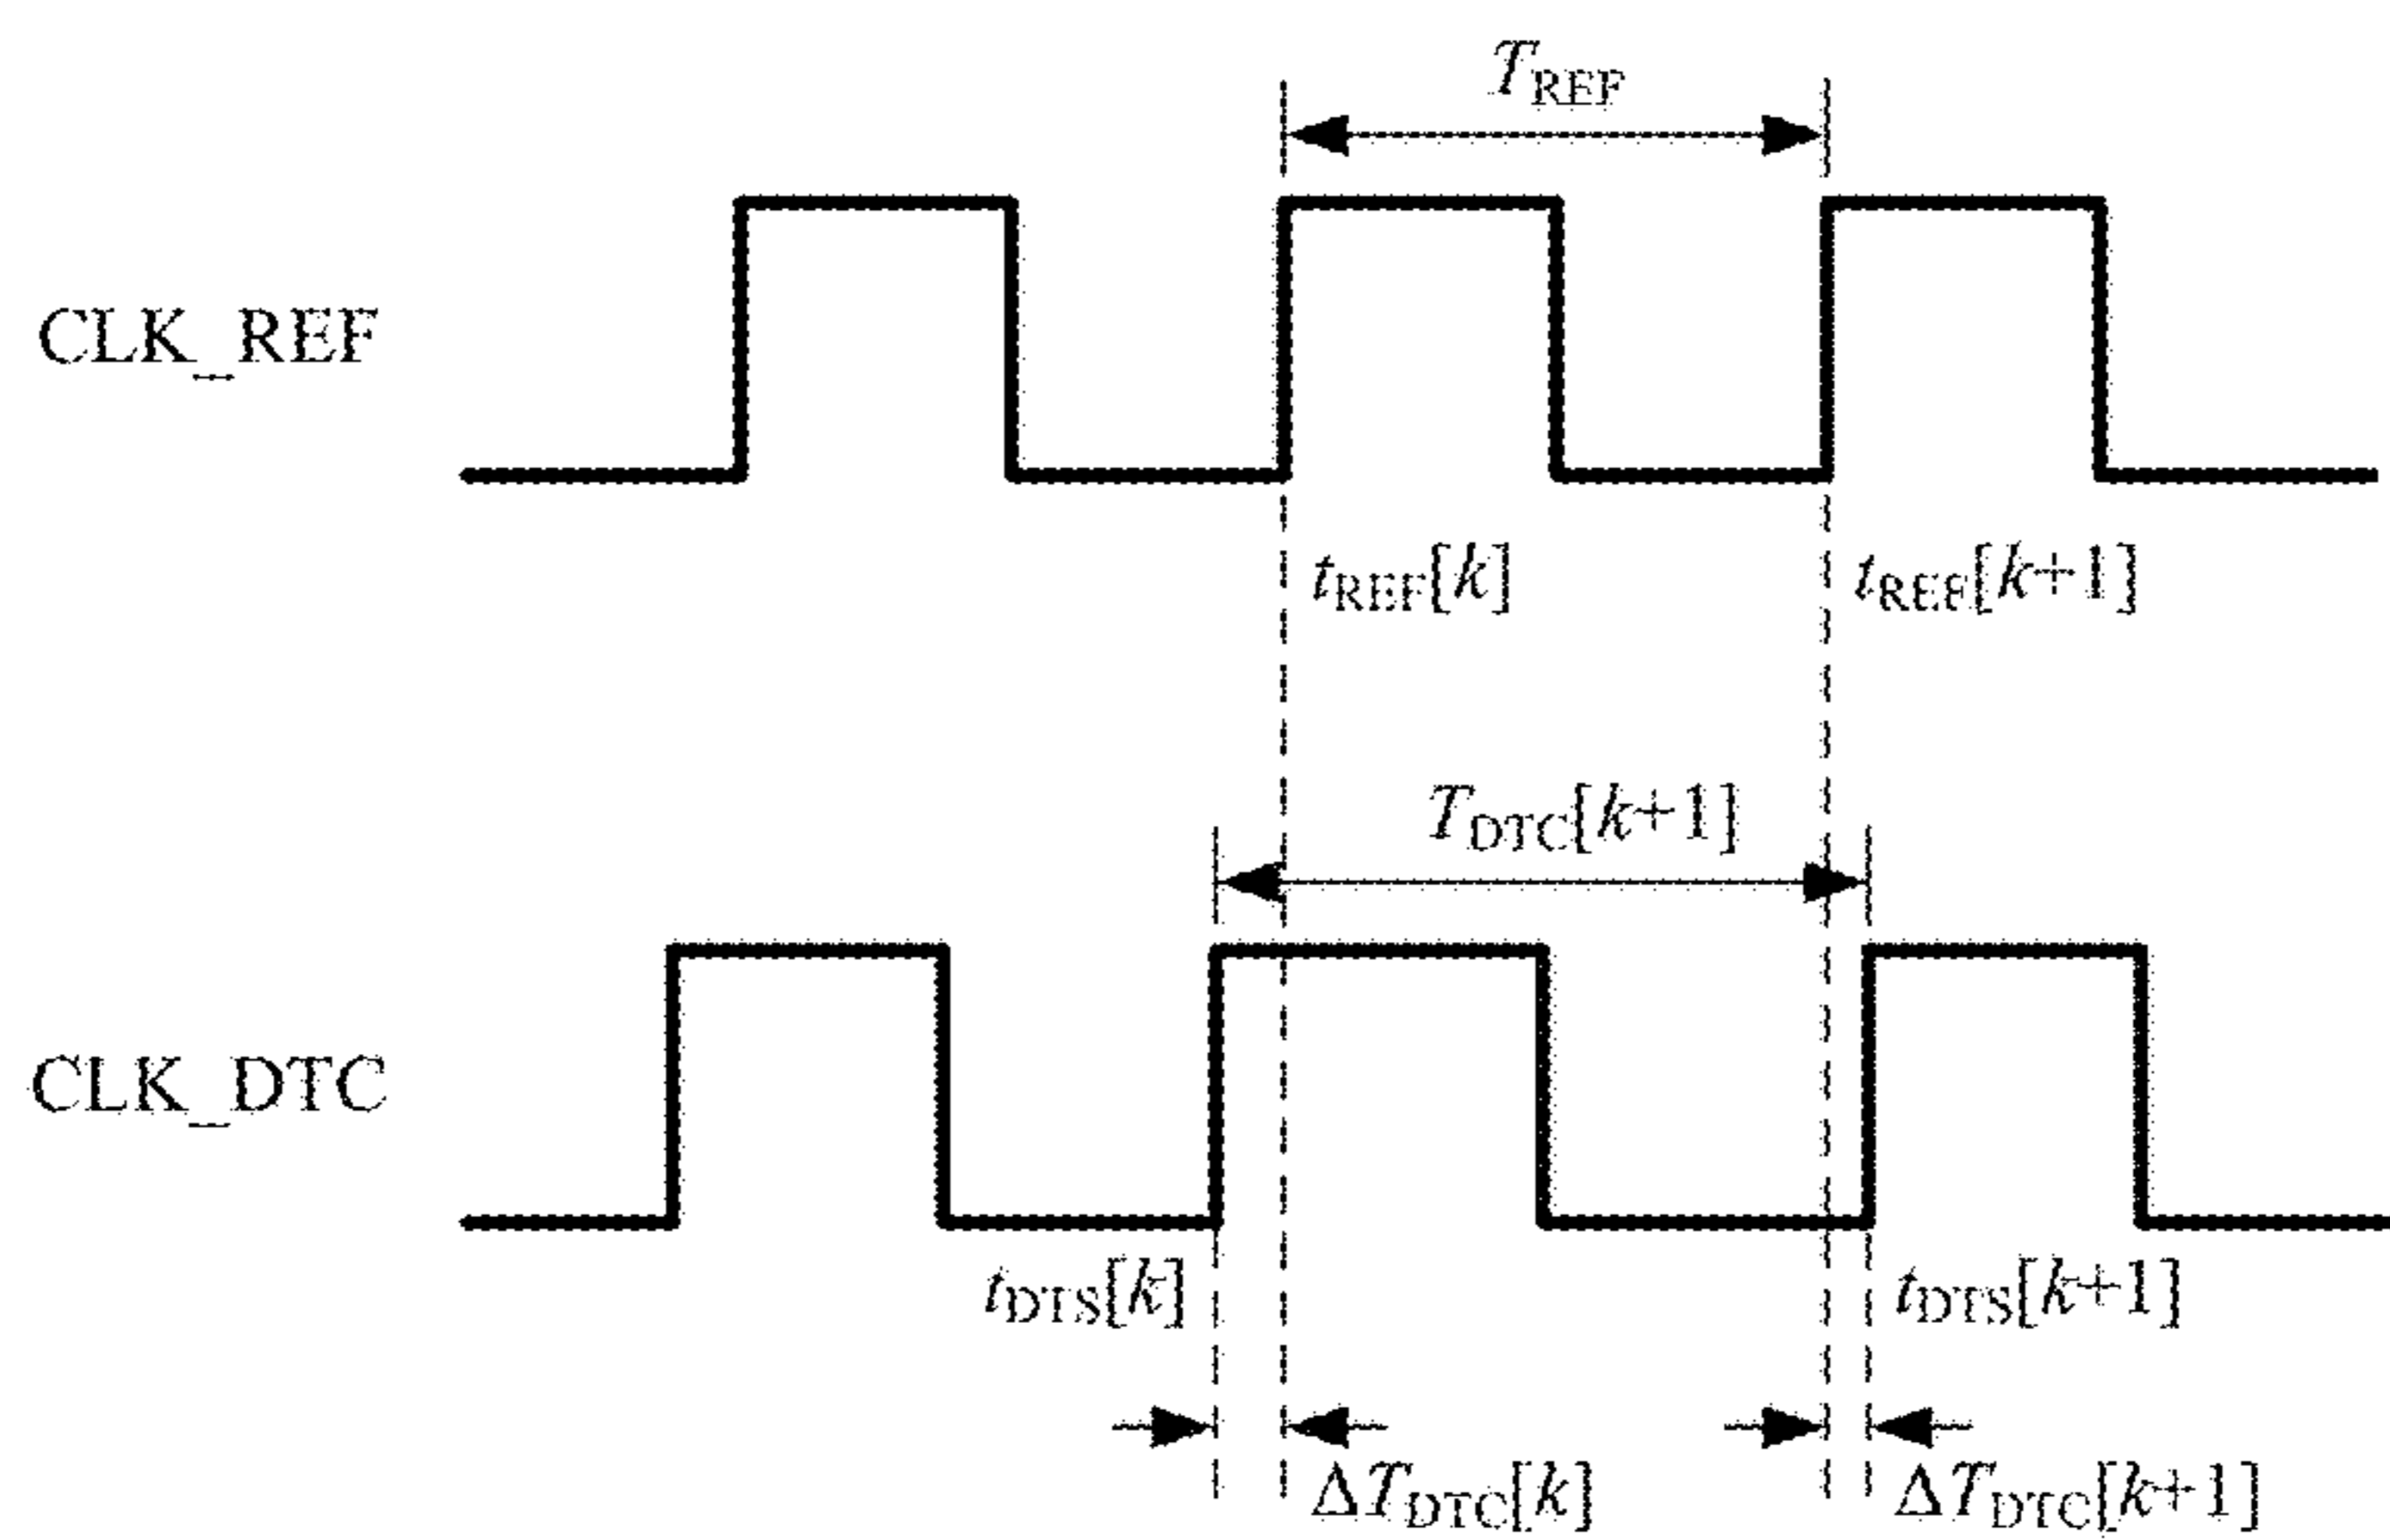 T_REF
CLK_REF
t_REF[k]
t_REF[k+1]
T_DTC[k+1]
CLK_DTC
t_DTS[k]
t_DTS[k+1]
ΔT_DTC[k]
ΔT_DTC[k+1]